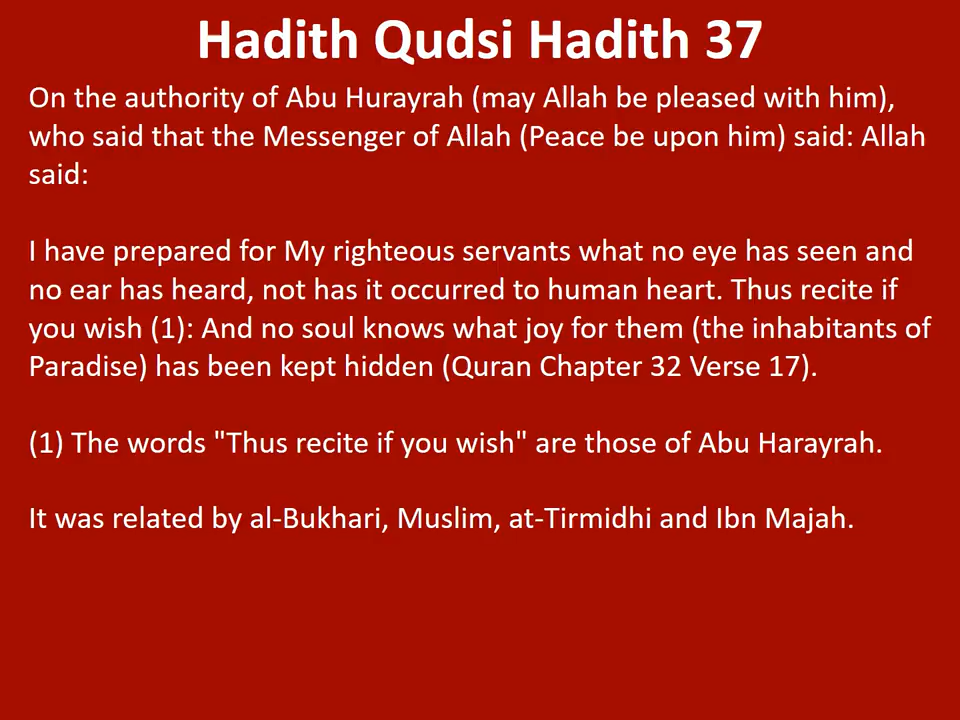 Hadith Qudsi Hadith 37
On the authority of Abu Hurayrah (may Allah be pleased with him),
who said that the Messenger of Allah (Peace be upon him) said: Allah
said:
I have prepared for My righteous servants what no eye has seen and
no ear has heard, not has it occurred to human heart. Thus recite if
you wish (1): And no soul knows what joy for them (the inhabitants of
Paradise) has been kept hidden (Quran Chapter 32 Verse 17).
(1) The words "Thus recite if you wish" are those of Abu Harayrah.
It was related by al-Bukhari, Muslim, at-Tirmidhi and Ibn Majah.